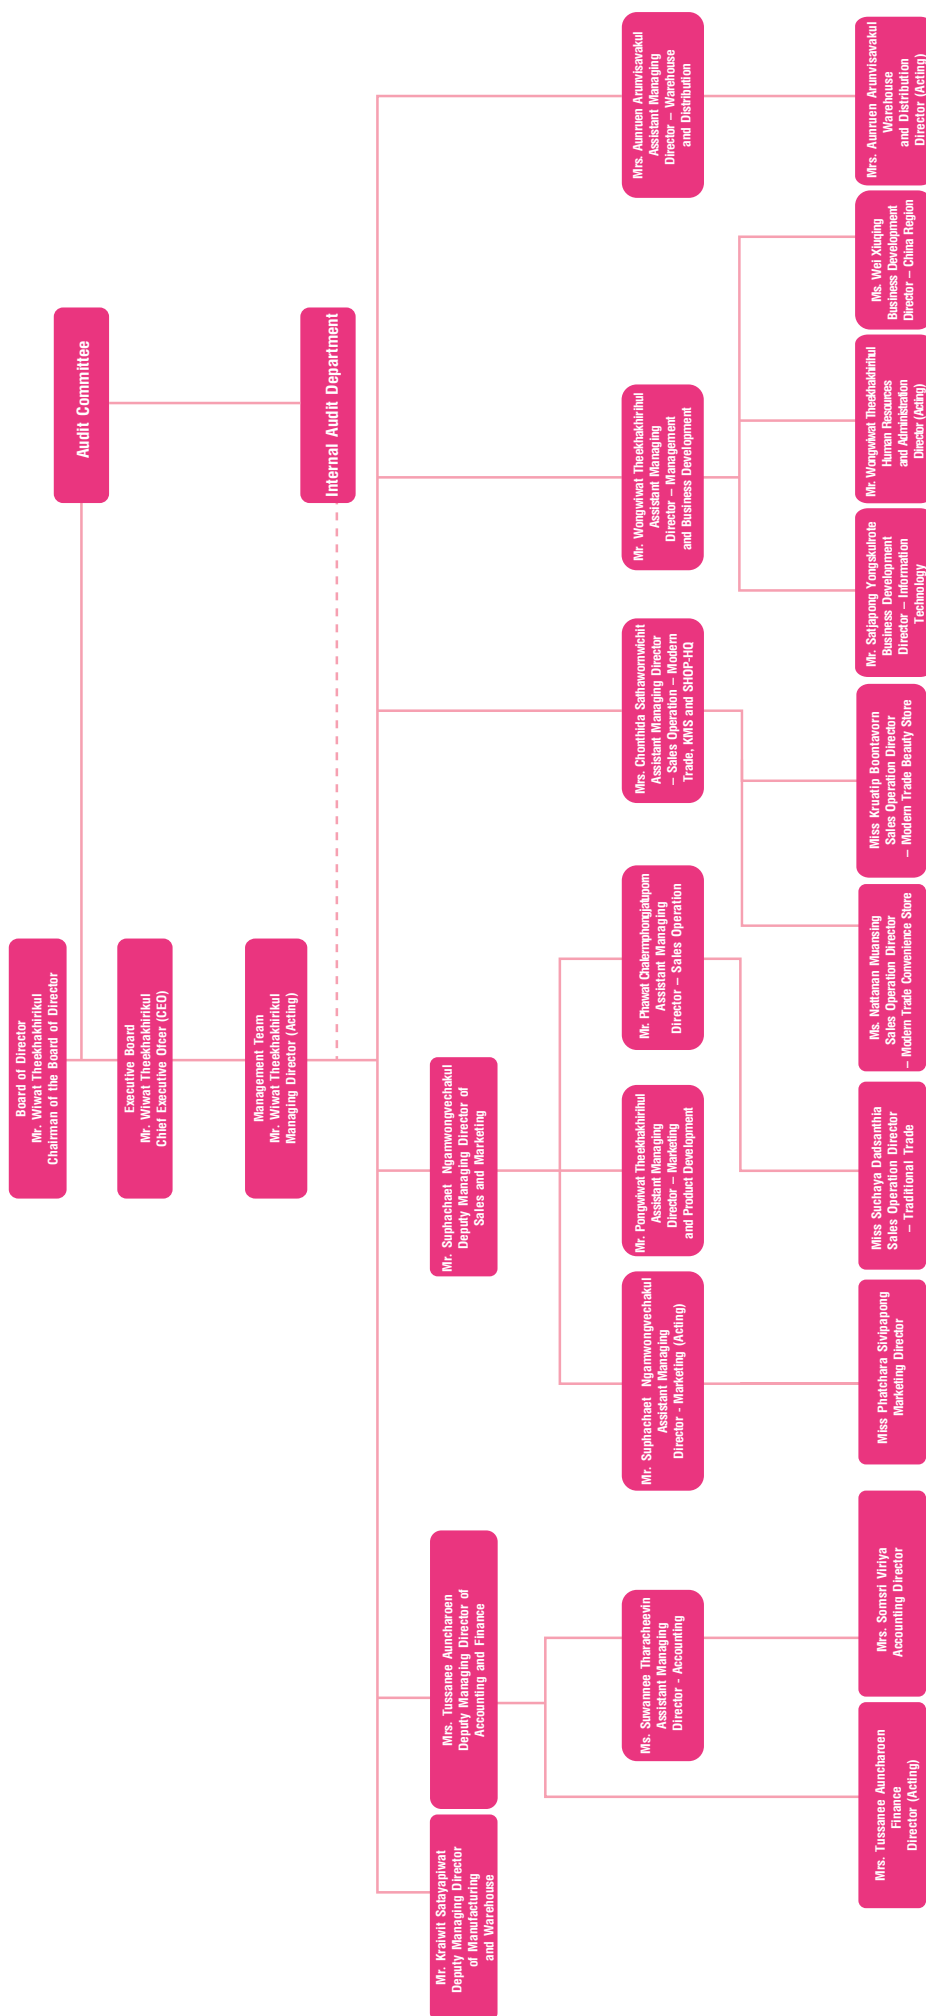 Board of Director
Mr. Wiwat Theekhakhirikul
Chairman of the Board of Director
Audit Committee
Executive Board
Mr. Wiwat Theekhakhirikul
Chief Executive Ofcer (CEO)
Management Team
Mr. Wiwat Theekhakhirikul
Managing Director (Acting)
Internal Audit Department
Mr. Kraiwit Satayapiwat
Deputy Managing Director
of Manufacturing
and Warehouse
Mrs. Tussanee Auncharoen
Deputy Managing Director of
Accounting and Finance
Mr. Suphachaet Ngamwongvechakul
Deputy Managing Director of
Sales and Marketing
Ms. Suwannee Tharacheevin
Assistant Managing
Director - Accounting
Mr. Suphachaet Ngamwongvechakul
Assistant Managing
Director - Marketing (Acting)
Mr. Pongwiwat Theekhakhirihul
Assistant Managing
Director – Marketing
and Product Development
Mr. Phawat Chalermphongjatuporn
Assistant Managing
Director – Sales Operation
Mrs. Chonthida Sathawornwichit
Assistant Managing Director
– Sales Operation – Modern
Trade, KMS and SHOP-HQ
Mr. Wongwiwat Theekhakhirihul
Assistant Managing
Director – Management
and Business Development
Mrs. Aunruen Arunvisavakul
Assistant Managing
Director – Warehouse
and Distribution
Mrs. Tussanee Auncharoen
Finance
Director (Acting)
Mrs. Somsri Viriya
Accounting Director
Miss Phatchara Sivipapong
Marketing Director
Miss Suchaya Dadsanthia
Sales Operation Director
– Traditional Trade
Ms. Nattanan Muansing
Sales Operation Director
– Modern Trade Convenience Store
Miss Kruatip Boontavorn
Sales Operation Director
– Modern Trade Beauty Store
Mr. Satjapong Yongskulrote
Business Development
Director – Information
Technology
Mr. Wongwiwat Theekhakhirihul
Human Resources
and Administration
Director (Acting)
Ms. Wei Xiuqing
Business Development
Director – China Region
Mrs. Aunruen Arunvisavakul
Warehouse
and Distribution
Director (Acting)